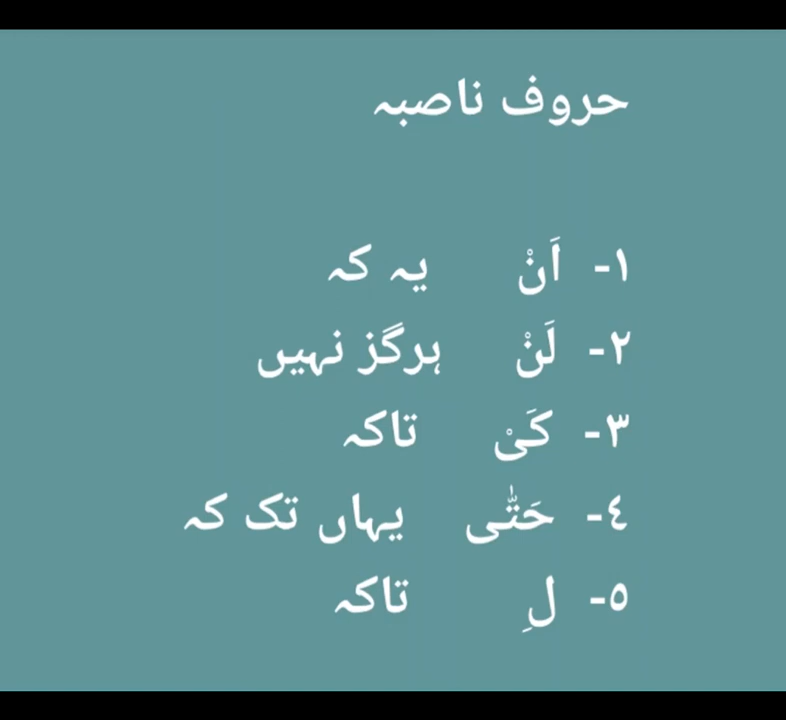 حروف ناصبہ
١- اَنْ یہ کہ
٢- لَنْ ہرگز نہیں
٣- کَیْ تاکہ
٤- حَتّٰی یہاں تک کہ
٥- لِ تاکہ